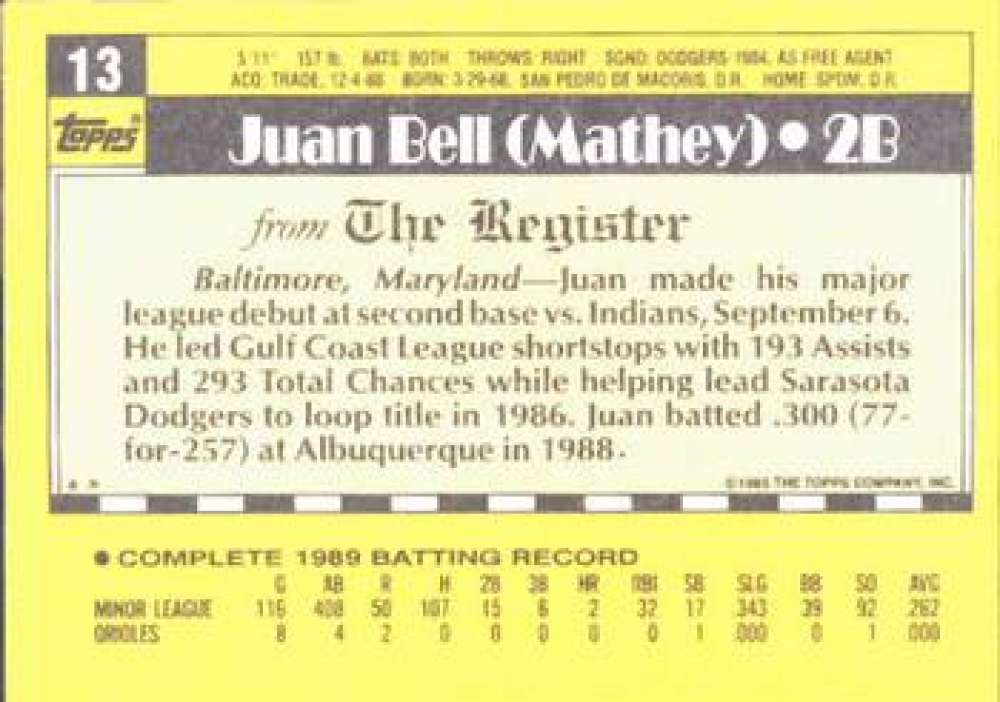 13
5'11" 157 lb. BATS: BOTH THROWS: RIGHT SGND: DODGERS 1984, AS FREE AGENT
ACQ: TRADE, 12-4-88 BORN: 3-29-68, SAN PEDRO DE MACORIS, D.R. HOME: SPDM, D.R.
TOPPS®
Juan Bell (Mathey) • 2B
from The Register
Baltimore, Maryland—Juan made his major
league debut at second base vs. Indians, September 6.
He led Gulf Coast League shortstops with 193 Assists
and 293 Total Chances while helping lead Sarasota
Dodgers to loop title in 1986. Juan batted .300 (77-
for-257) at Albuquerque in 1988.
THE TOPPS COMPANY, INC.
• COMPLETE 1989 BATTING RECORD
G AB R H 2B 3B HR RBI SB SLG BB SO AVG
MINOR LEAGUE 116 408 50 107 15 6 2 32 17 .343 39 92 .262
ORIOLES 8 4 2 0 0 0 0 0 1 .000 0 1 .000